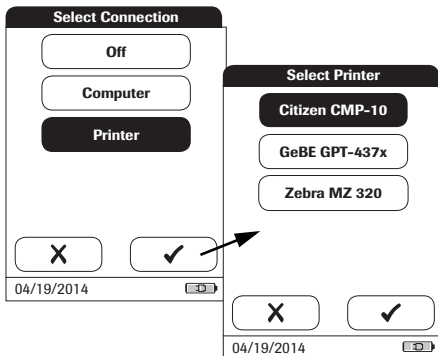 Select Connection
Off
Computer
Printer
04/19/2014
Select Printer
Citizen CMP-10
GeBE GPT-437x
Zebra MZ 320
04/19/2014